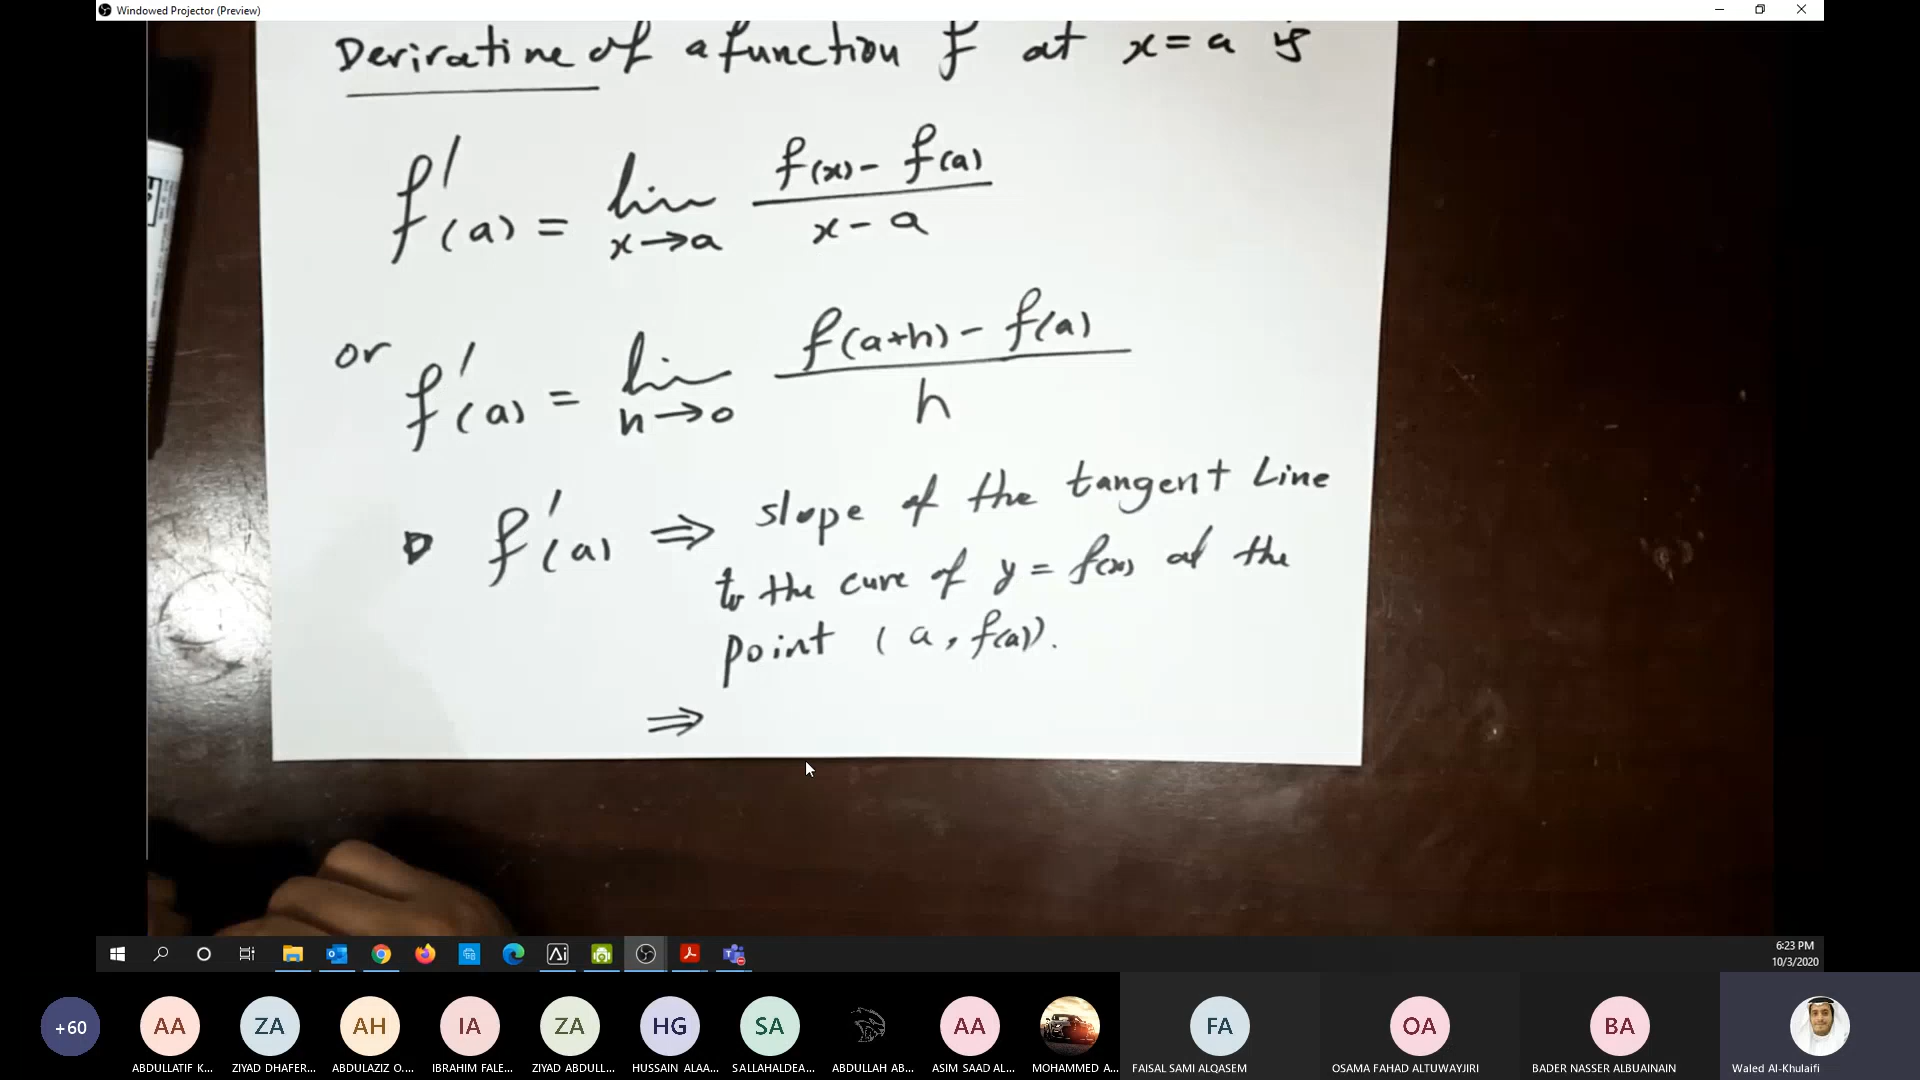 Windowed Projector (Preview)
Derivative of a function f at x = a is
f'(a) = lim x→a f(x) - f(a) / x - a
or f'(a) = lim h→0 f(a+h) - f(a) / h
f'(a) ⇒ slope of the tangent Line
to the curve of y = f(x) at the
point (a, f(a)).
⇒
6:23 PM
10/3/2020
+60
AA
ZA
AH
IA
ZA
HG
SA
AA
FA
OA
BA
ABDULLATIF K...
ZIYAD DHAFER...
ABDULAZIZ O....
IBRAHIM FALE...
ZIYAD ABDULL...
HUSSAIN ALAA...
SALLAHALDEA...
ABDULLAH AB...
ASIM SAAD AL...
MOHAMMED A...
FAISAL SAMI ALQASEM
OSAMA FAHAD ALTUWAYJIRI
BADER NASSER ALBUAINAIN
Waled Al-Khulaifi